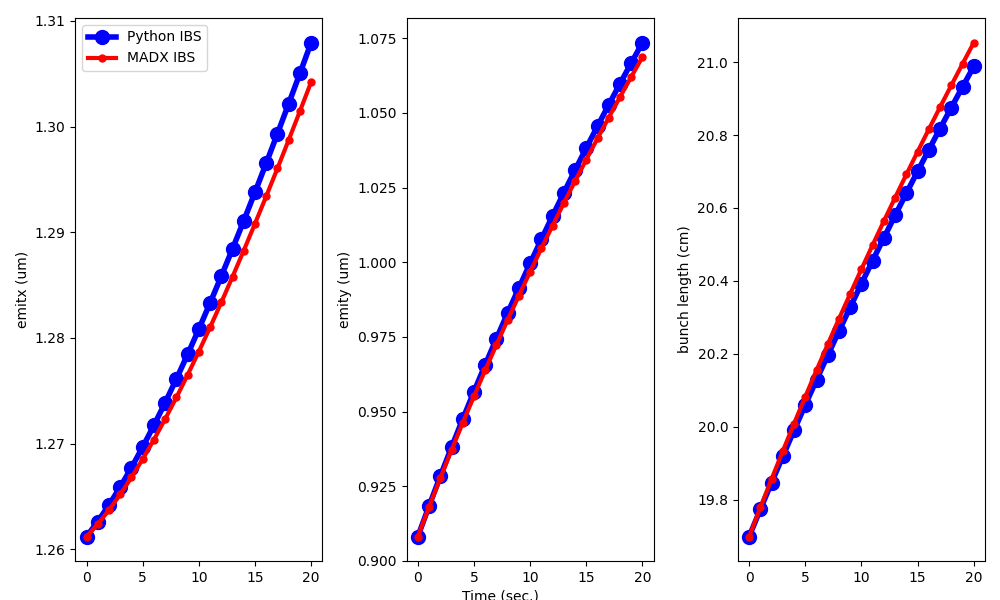 1.31
1.30
1.29
1.28
1.27
1.26
emitx (um)
0 5 10 15 20
Python IBS
MADX IBS
1.075
1.050
1.025
1.000
0.975
0.950
0.925
0.900
emity (um)
0 5 10 15 20
Time (sec.)
21.0
20.8
20.6
20.4
20.2
20.0
19.8
bunch length (cm)
0 5 10 15 20